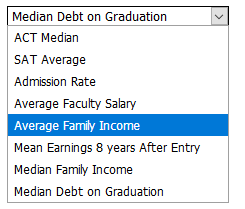 Median Debt on Graduation
ACT Median
SAT Average
Admission Rate
Average Faculty Salary
Average Family Income
Mean Earnings 8 years After Entry
Median Family Income
Median Debt on Graduation